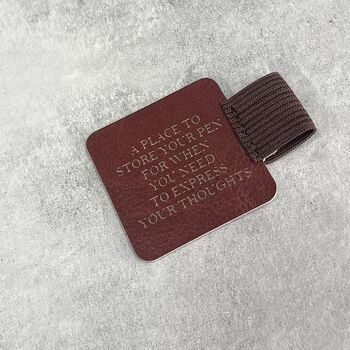 A PLACE TO
STORE YOUR PEN
FOR WHEN
YOU NEED
TO EXPRESS
YOUR THOUGHTS